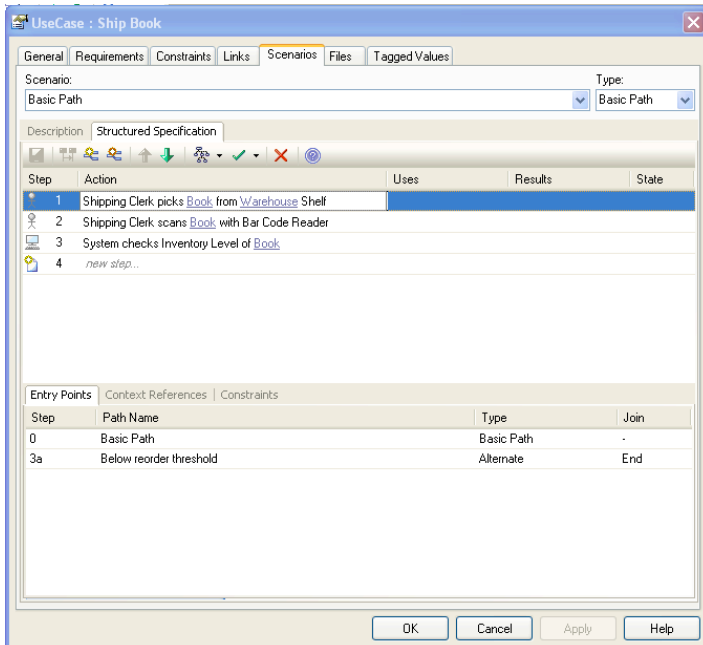 UseCase : Ship Book
General Requirements Constraints Links Scenarios Files Tagged Values
Scenario: Type:
Basic Path Basic Path
Description Structured Specification
Step Action Uses Results State
1 Shipping Clerk picks Book from Warehouse Shelf
2 Shipping Clerk scans Book with Bar Code Reader
3 System checks Inventory Level of Book
4 new step...
Entry Points Context References Constraints
Step Path Name Type Join
0 Basic Path Basic Path -
3a Below reorder threshold Alternate End
OK Cancel Apply Help